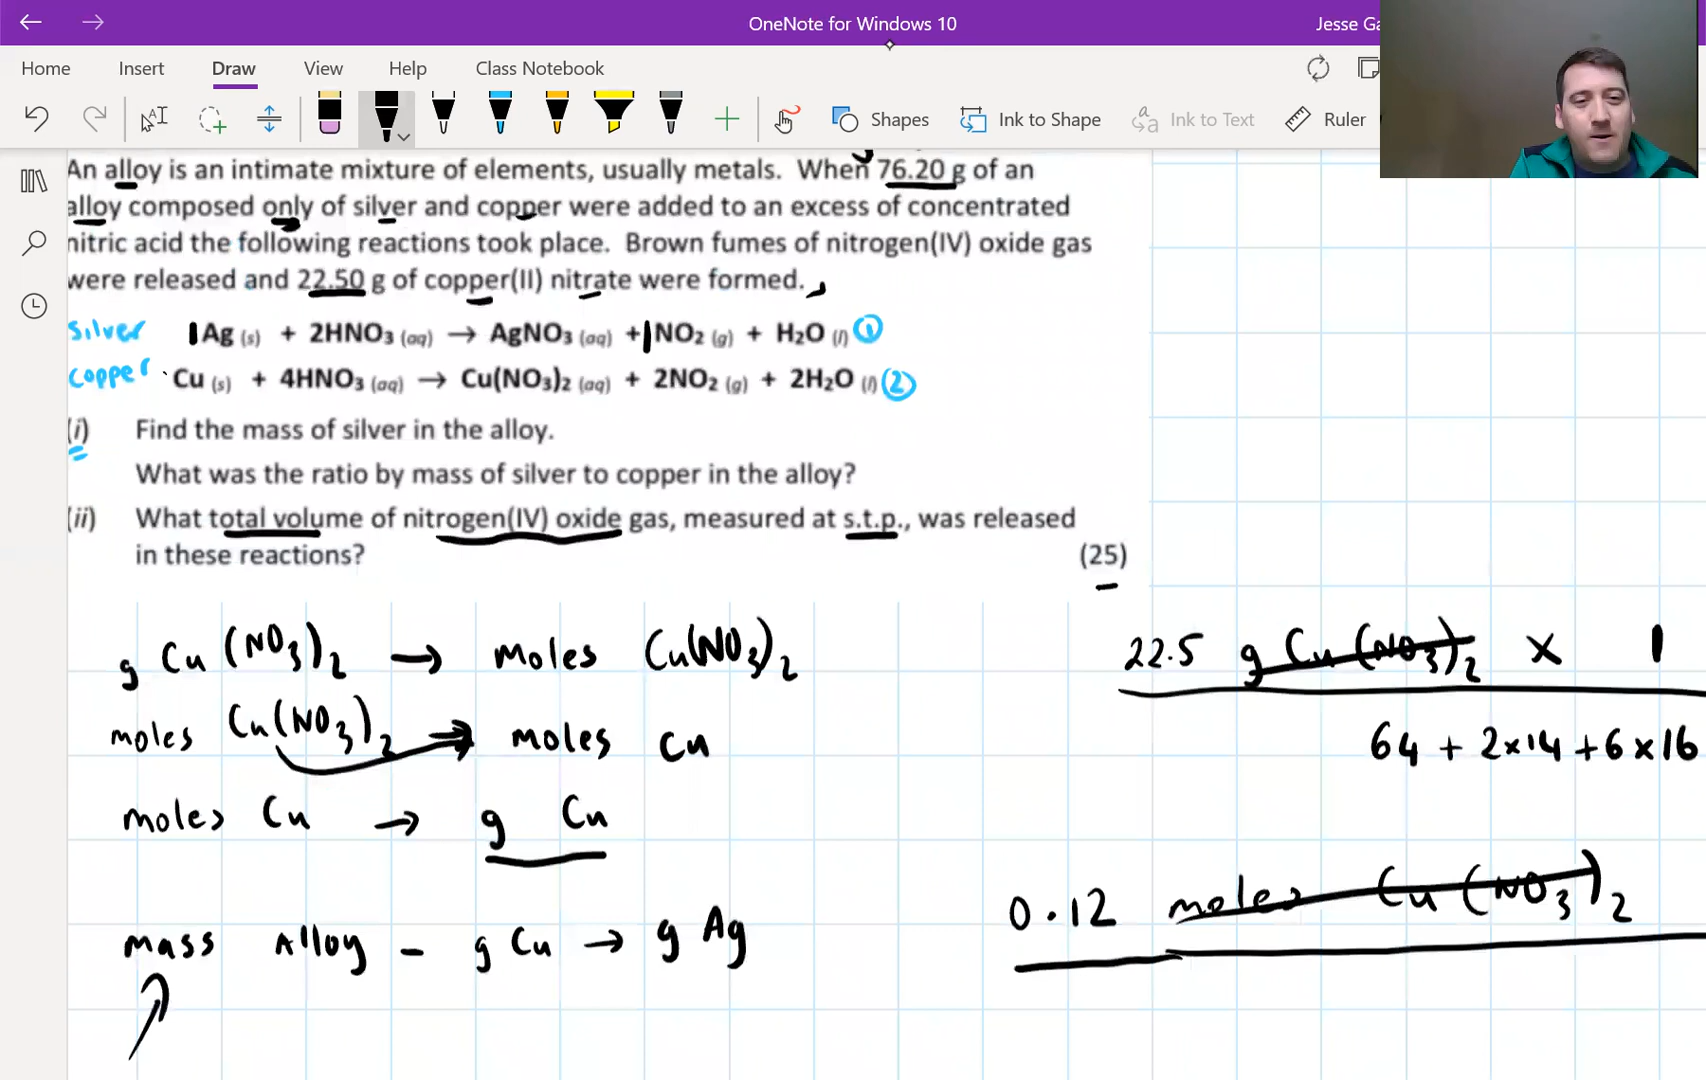 OneNote for Windows 10
Jesse Ga
Home Insert Draw View Help Class Notebook
Shapes Ink to Shape Ink to Text Ruler
An alloy is an intimate mixture of elements, usually metals. When 76.20 g of an
alloy composed only of silver and copper were added to an excess of concentrated
nitric acid the following reactions took place. Brown fumes of nitrogen(IV) oxide gas
were released and 22.50 g of copper(II) nitrate were formed.
silver 1Ag (s) + 2HNO3 (aq) → AgNO3 (aq) + 1NO2 (g) + H2O (l) 1
copper Cu (s) + 4HNO3 (aq) → Cu(NO3)2 (aq) + 2NO2 (g) + 2H2O (l) 2
(i) Find the mass of silver in the alloy.
What was the ratio by mass of silver to copper in the alloy?
(ii) What total volume of nitrogen(IV) oxide gas, measured at s.t.p., was released
in these reactions? (25)
g Cu (NO3)2 → moles Cu(NO3)2
moles Cu(NO3)2 → moles Cu
moles Cu → g Cu
mass Alloy - g Cu → g Ag
22.5 g Cu (NO3)2 x 1
64 + 2x14 + 6x16
0.12 moles Cu (NO3)2